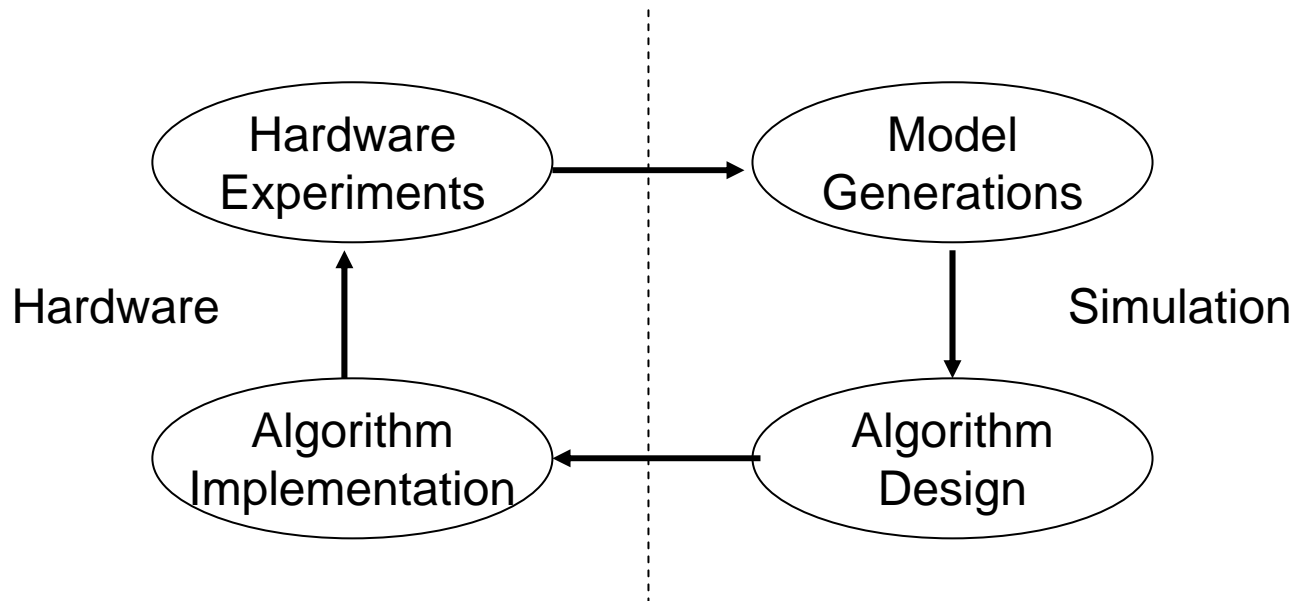 Hardware
Experiments
Model
Generations
Hardware
Simulation
Algorithm
Implementation
Algorithm
Design